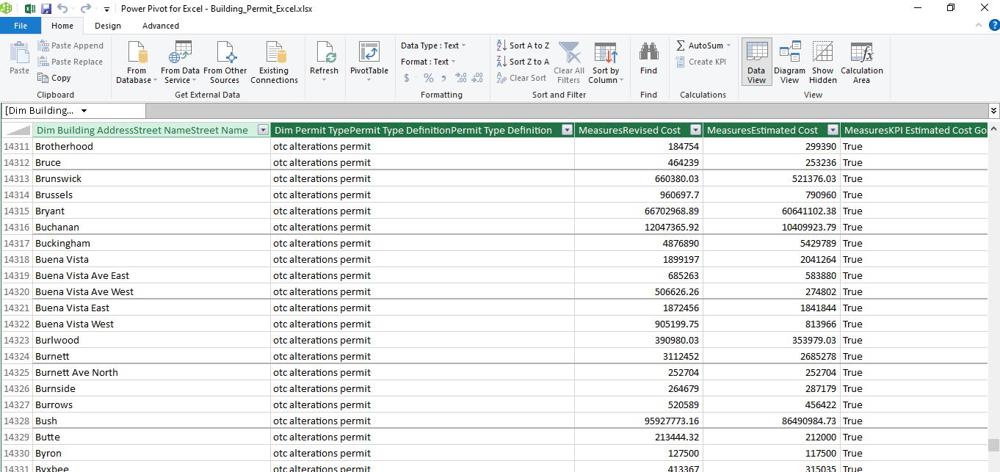 Power Pivot for Excel - Building_Permit_Excel.xlsx
File Home Design Advanced
Paste
Paste Append
Paste Replace
Copy
Clipboard
From Database
From Data Service
From Other Sources
Existing Connections
Get External Data
Refresh
PivotTable
Data Type : Text
Format : Text
$ % , .00 .00
Formatting
Sort A to Z
Sort Z to A
Clear Sort
Clear All Filters
Sort by Column
Sort and Filter
Find
Find
AutoSum
Create KPI
Calculations
Data View
Diagram View
Show Hidden
Calculation Area
View
[Dim Building...
Dim Building AddressStreet NameStreet Name Dim Permit TypePermit Type DefinitionPermit Type Definition MeasuresRevised Cost MeasuresEstimated Cost MeasuresKPI Estimated Cost Go
14311 Brotherhood otc alterations permit 184754 299390 True
14312 Bruce otc alterations permit 464239 253236 True
14313 Brunswick otc alterations permit 660380.03 521376.03 True
14314 Brussels otc alterations permit 960697.7 790960 True
14315 Bryant otc alterations permit 66702968.89 60641102.38 True
14316 Buchanan otc alterations permit 12047365.92 10409923.79 True
14317 Buckingham otc alterations permit 4876890 5429789 True
14318 Buena Vista otc alterations permit 1899197 2041264 True
14319 Buena Vista Ave East otc alterations permit 685263 583880 True
14320 Buena Vista Ave West otc alterations permit 506626.26 274802 True
14321 Buena Vista East otc alterations permit 1872456 1841844 True
14322 Buena Vista West otc alterations permit 905199.75 813966 True
14323 Burlwood otc alterations permit 390980.03 353979.03 True
14324 Burnett otc alterations permit 3112452 2685278 True
14325 Burnett Ave North otc alterations permit 252704 252704 True
14326 Burnside otc alterations permit 264679 287179 True
14327 Burrows otc alterations permit 520589 456422 True
14328 Bush otc alterations permit 95927773.16 86490984.73 True
14329 Butte otc alterations permit 213444.32 212000 True
14330 Byron otc alterations permit 127500 117500 True
14331 Byxbee otc alterations permit 413367 315035 True